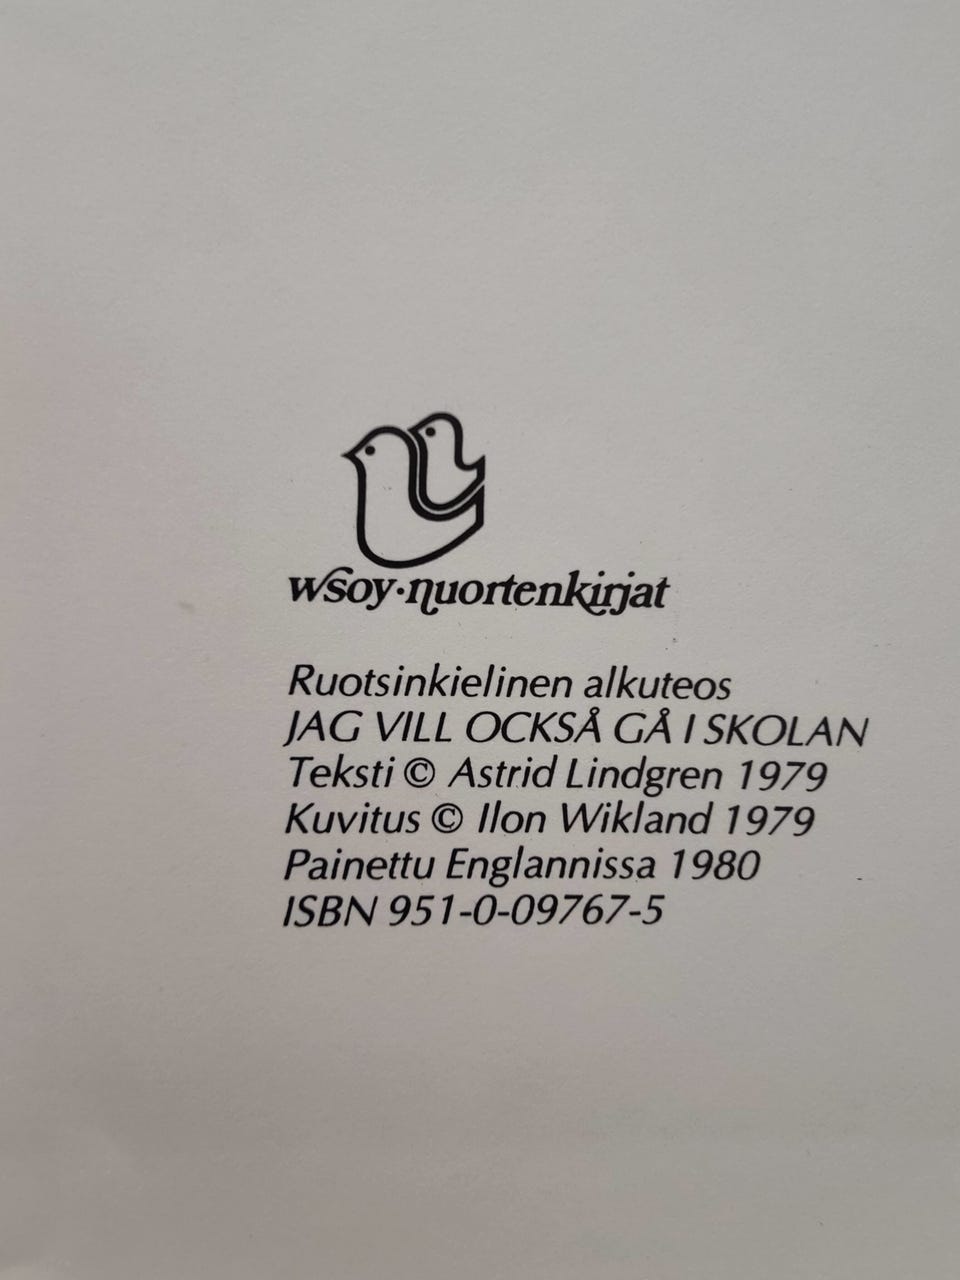 wsoy·nuortenkirjat
Ruotsinkielinen alkuteos
JAG VILL OCKSÅ GÅ I SKOLAN
Teksti © Astrid Lindgren 1979
Kuvitus © Ilon Wikland 1979
Painettu Englannissa 1980
ISBN 951-0-09767-5